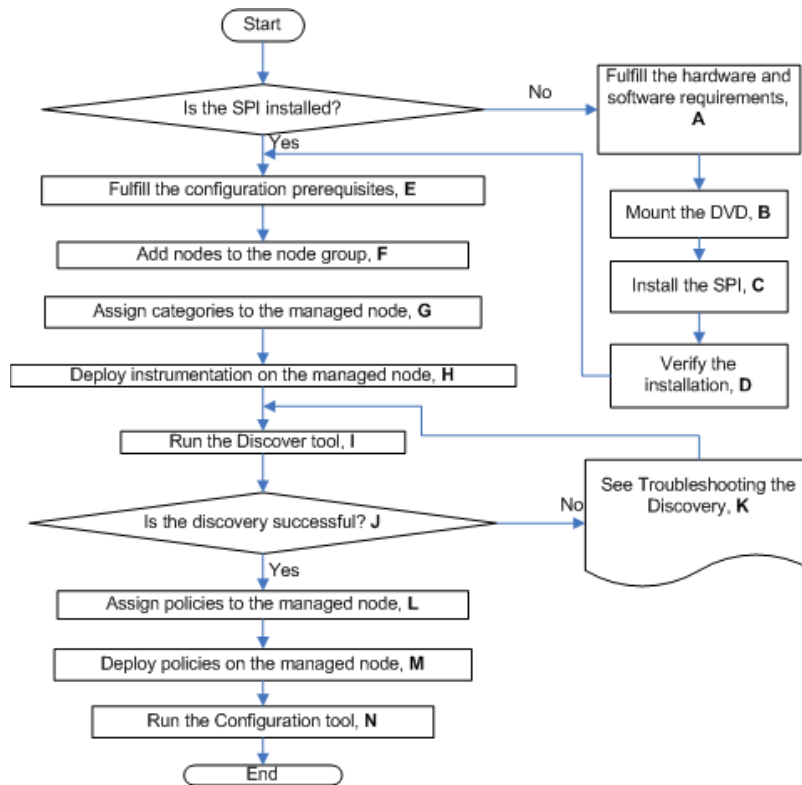 Start
Is the SPI installed?
No
Fulfill the hardware and
software requirements,
A
Yes
Fulfill the configuration prerequisites, E
Mount the DVD, B
Add nodes to the node group, F
Install the SPI, C
Assign categories to the managed node, G
Verify the
installation, D
Deploy instrumentation on the managed node, H
Run the Discover tool, I
See Troubleshooting the
Discovery, K
Is the discovery successful? J
No
Yes
Assign policies to the managed node, L
Deploy policies on the managed node, M
Run the Configuration tool, N
End